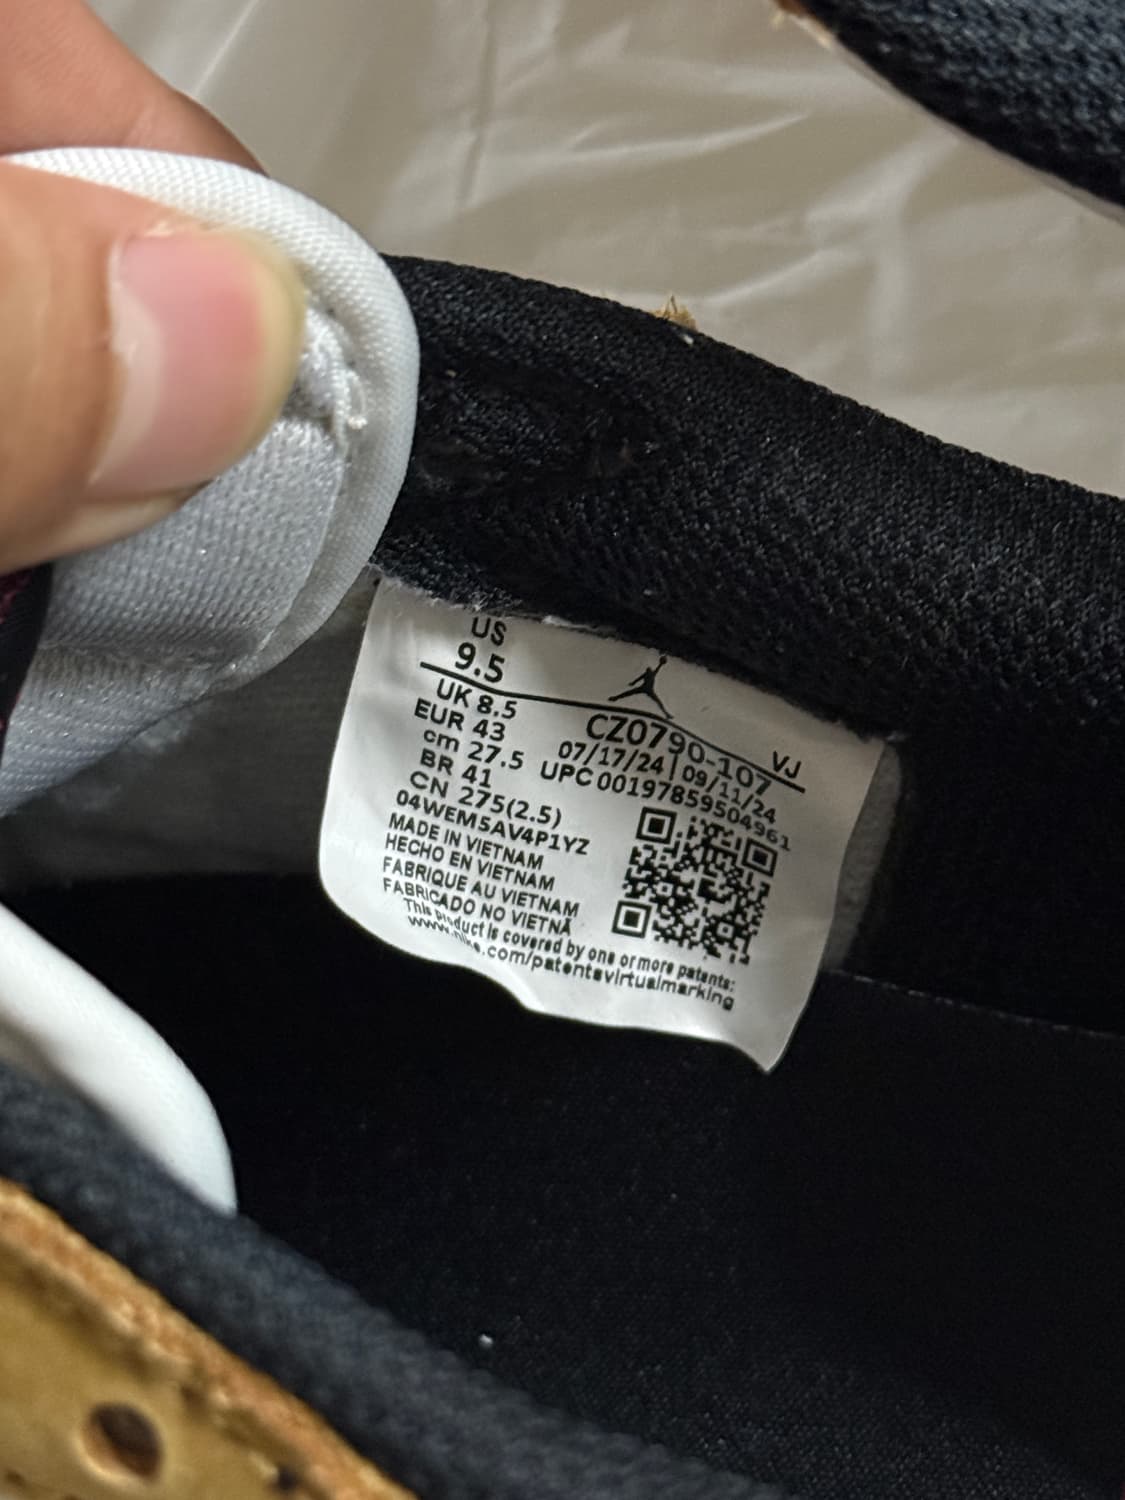 US
9.5
UK 8.5
EUR 43
cm 27.5
BR 41
CN 275(2.5)
04WEM5AV4P1YZ
MADE IN VIETNAM
HECHO EN VIETNAM
FABRIQUE AU VIETNAM
FABRICADO NO VIETNÃ
This product is covered by one or more patents:
www.nike.com/patentsvirtualmarking
CZ0790-107 VJ
07/17/24 | 09/11/24
UPC 00197859504961